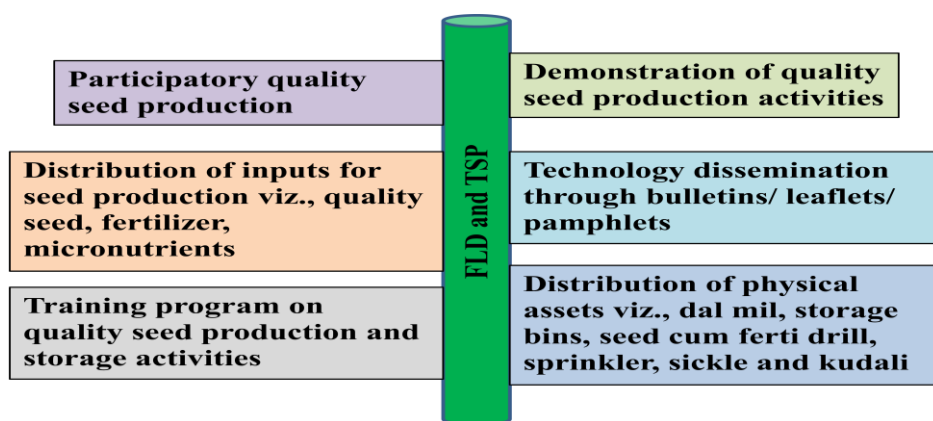 Participatory quality
seed production
Distribution of inputs for
seed production viz., quality
seed, fertilizer,
micronutrients
Training program on
quality seed production and
storage activities
FLD and TSP
Demonstration of quality
seed production activities
Technology dissemination
through bulletins/ leaflets/
pamphlets
Distribution of physical
assets viz., dal mil, storage
bins, seed cum ferti drill,
sprinkler, sickle and kudali